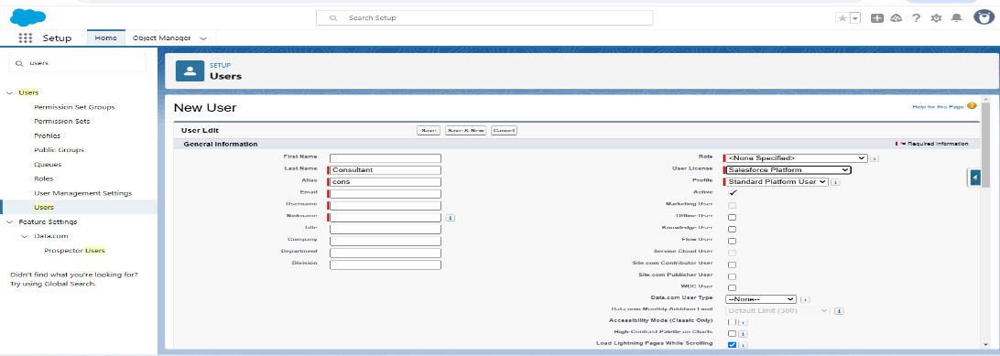 Search Setup
Setup
Home
Object Manager
users
Users
Permission Set Groups
Permission Sets
Profiles
Public Groups
Queues
Roles
User Management Settings
Users
Feature Settings
Data.com
Prospector Users
Didn't find what you're looking for?
Try using Global Search.
SETUP
Users
New User
Help for this Page
User Edit
Save
Save & New
Cancel
General Information
= Required Information
First Name
Last Name Consultant
Alias cons
Email
Username
Nickname
Title
Company
Department
Division
Role <None Specified>
User License Salesforce Platform
Profile Standard Platform User
Active
Marketing User
Offline User
Knowledge User
Flow User
Service Cloud User
Site.com Contributor User
Site.com Publisher User
WDC User
Data.com User Type --None--
Data.com Monthly Addition Limit Default Limit (300)
Accessibility Mode (Classic Only)
High-Contrast Palette on Charts
Load Lightning Pages While Scrolling